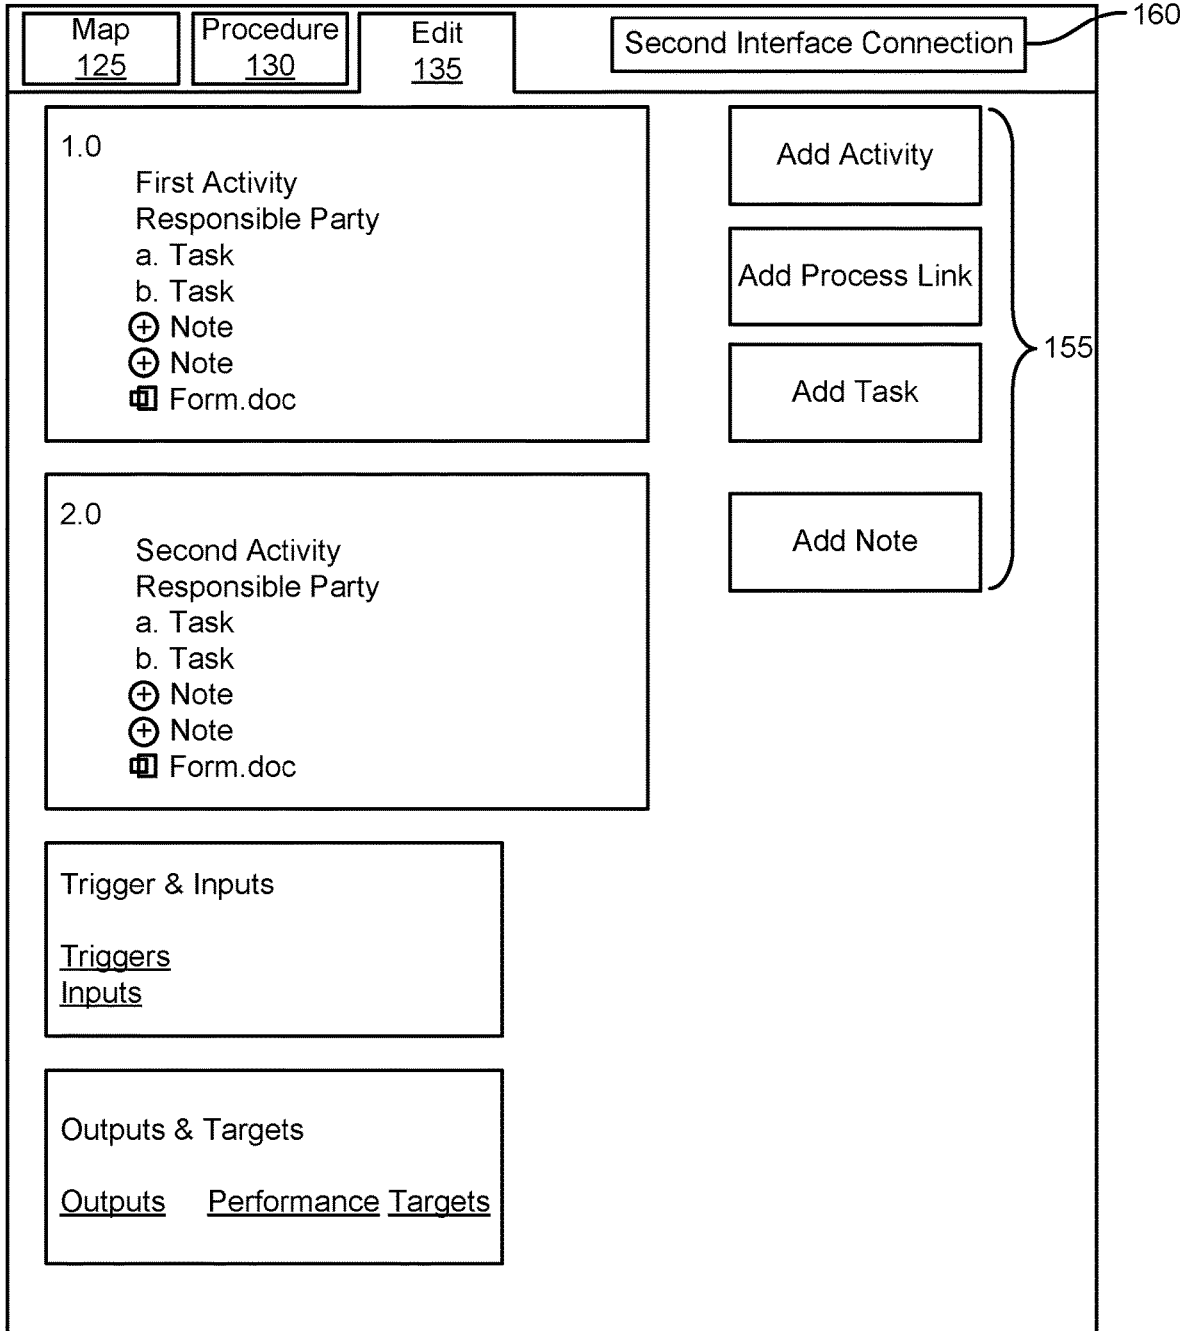 Map
125
Procedure
130
Edit
135
Second Interface Connection
160
1.0
First Activity
Responsible Party
a. Task
b. Task
Note
Note
Form.doc
Add Activity
Add Process Link
Add Task
Add Note
155
2.0
Second Activity
Responsible Party
a. Task
b. Task
Note
Note
Form.doc
Trigger & Inputs
Triggers
Inputs
Outputs & Targets
Outputs Performance Targets